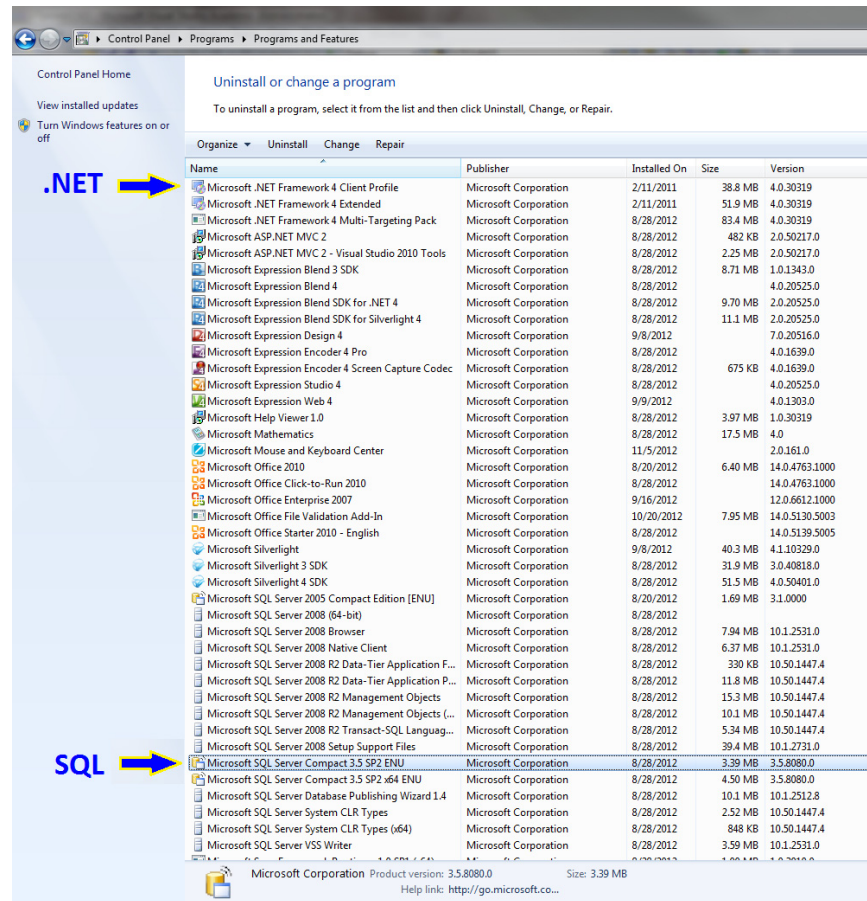 Control Panel ▸ Programs ▸ Programs and Features
Control Panel Home
View installed updates
Turn Windows features on or
off
Uninstall or change a program
To uninstall a program, select it from the list and then click Uninstall, Change, or Repair.
Organize Uninstall Change Repair
Name Publisher Installed On Size Version
.NET
Microsoft .NET Framework 4 Client Profile Microsoft Corporation 2/11/2011 38.8 MB 4.0.30319
Microsoft .NET Framework 4 Extended Microsoft Corporation 2/11/2011 51.9 MB 4.0.30319
Microsoft .NET Framework 4 Multi-Targeting Pack Microsoft Corporation 8/28/2012 83.4 MB 4.0.30319
Microsoft ASP.NET MVC 2 Microsoft Corporation 8/28/2012 482 KB 2.0.50217.0
Microsoft ASP.NET MVC 2 - Visual Studio 2010 Tools Microsoft Corporation 8/28/2012 2.25 MB 2.0.50217.0
Microsoft Expression Blend 3 SDK Microsoft Corporation 8/28/2012 8.71 MB 1.0.1343.0
Microsoft Expression Blend 4 Microsoft Corporation 8/28/2012 4.0.20525.0
Microsoft Expression Blend SDK for .NET 4 Microsoft Corporation 8/28/2012 9.70 MB 2.0.20525.0
Microsoft Expression Blend SDK for Silverlight 4 Microsoft Corporation 8/28/2012 11.1 MB 2.0.20525.0
Microsoft Expression Design 4 Microsoft Corporation 9/8/2012 7.0.20516.0
Microsoft Expression Encoder 4 Pro Microsoft Corporation 8/28/2012 4.0.1639.0
Microsoft Expression Encoder 4 Screen Capture Codec Microsoft Corporation 8/28/2012 675 KB 4.0.1639.0
Microsoft Expression Studio 4 Microsoft Corporation 8/28/2012 4.0.20525.0
Microsoft Expression Web 4 Microsoft Corporation 9/9/2012 4.0.1303.0
Microsoft Help Viewer 1.0 Microsoft Corporation 8/28/2012 3.97 MB 1.0.30319
Microsoft Mathematics Microsoft Corporation 8/28/2012 17.5 MB 4.0
Microsoft Mouse and Keyboard Center Microsoft Corporation 11/5/2012 2.0.161.0
Microsoft Office 2010 Microsoft Corporation 8/20/2012 6.40 MB 14.0.4763.1000
Microsoft Office Click-to-Run 2010 Microsoft Corporation 8/28/2012 14.0.4763.1000
Microsoft Office Enterprise 2007 Microsoft Corporation 9/16/2012 12.0.6612.1000
Microsoft Office File Validation Add-In Microsoft Corporation 10/20/2012 7.95 MB 14.0.5130.5003
Microsoft Office Starter 2010 - English Microsoft Corporation 8/28/2012 14.0.5139.5005
Microsoft Silverlight Microsoft Corporation 9/8/2012 40.3 MB 4.1.10329.0
Microsoft Silverlight 3 SDK Microsoft Corporation 8/28/2012 31.9 MB 3.0.40818.0
Microsoft Silverlight 4 SDK Microsoft Corporation 8/28/2012 51.5 MB 4.0.50401.0
Microsoft SQL Server 2005 Compact Edition [ENU] Microsoft Corporation 8/20/2012 1.69 MB 3.1.0000
Microsoft SQL Server 2008 (64-bit) Microsoft Corporation 8/28/2012
Microsoft SQL Server 2008 Browser Microsoft Corporation 8/28/2012 7.94 MB 10.1.2531.0
Microsoft SQL Server 2008 Native Client Microsoft Corporation 8/28/2012 6.37 MB 10.1.2531.0
Microsoft SQL Server 2008 R2 Data-Tier Application F... Microsoft Corporation 8/28/2012 330 KB 10.50.1447.4
Microsoft SQL Server 2008 R2 Data-Tier Application P... Microsoft Corporation 8/28/2012 11.8 MB 10.50.1447.4
Microsoft SQL Server 2008 R2 Management Objects Microsoft Corporation 8/28/2012 15.3 MB 10.50.1447.4
Microsoft SQL Server 2008 R2 Management Objects (... Microsoft Corporation 8/28/2012 10.1 MB 10.50.1447.4
Microsoft SQL Server 2008 R2 Transact-SQL Languag... Microsoft Corporation 8/28/2012 5.34 MB 10.50.1447.4
Microsoft SQL Server 2008 Setup Support Files Microsoft Corporation 8/28/2012 39.4 MB 10.1.2731.0
SQL
Microsoft SQL Server Compact 3.5 SP2 ENU Microsoft Corporation 8/28/2012 3.39 MB 3.5.8080.0
Microsoft SQL Server Compact 3.5 SP2 x64 ENU Microsoft Corporation 8/28/2012 4.50 MB 3.5.8080.0
Microsoft SQL Server Database Publishing Wizard 1.4 Microsoft Corporation 8/28/2012 10.1 MB 10.1.2512.8
Microsoft SQL Server System CLR Types Microsoft Corporation 8/28/2012 2.52 MB 10.50.1447.4
Microsoft SQL Server System CLR Types (x64) Microsoft Corporation 8/28/2012 848 KB 10.50.1447.4
Microsoft SQL Server VSS Writer Microsoft Corporation 8/28/2012 3.59 MB 10.1.2531.0
Microsoft Corporation Product version: 3.5.8080.0 Size: 3.39 MB
Help link: http://go.microsoft.co...